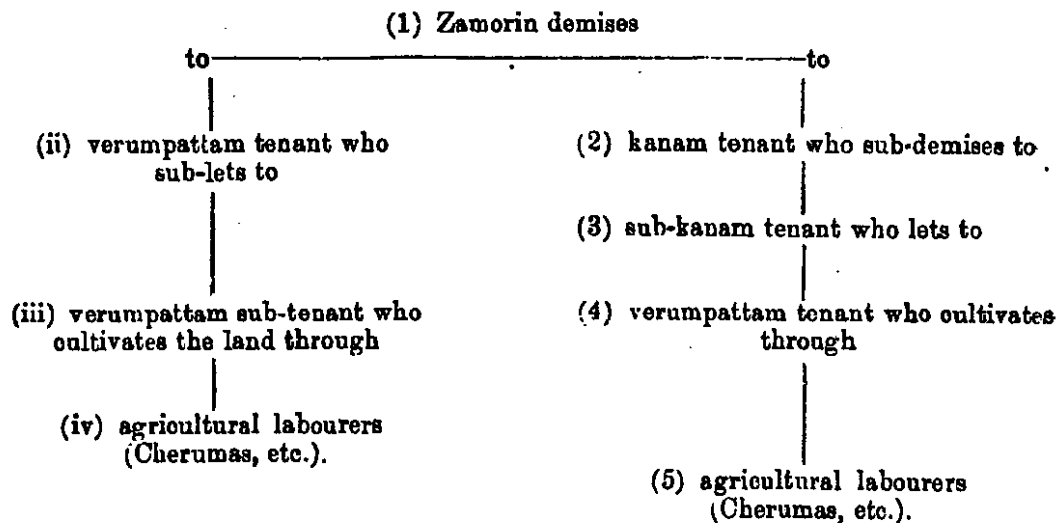 (1) Zamorin demises
to to
(ii) verumpattam tenant who
sub-lets to
(2) kanam tenant who sub-demises to
(3) sub-kanam tenant who lets to
(iii) verumpattam sub-tenant who
cultivates the land through
(4) verumpattam tenant who cultivates
through
(iv) agricultural labourers
(Cherumas, etc.).
(5) agricultural labourers
(Cherumas, etc.).